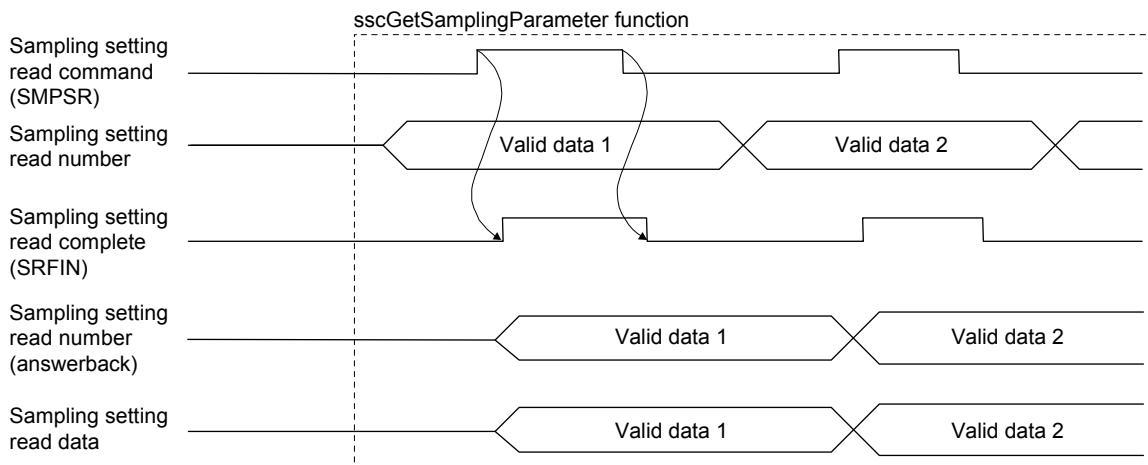 sscGetSamplingParameter function
Sampling setting
read command
(SMPSR)
Sampling setting
read number
Valid data 1
Valid data 2
Sampling setting
read complete
(SRFIN)
Sampling setting
read number
(answerback)
Valid data 1
Valid data 2
Sampling setting
read data
Valid data 1
Valid data 2